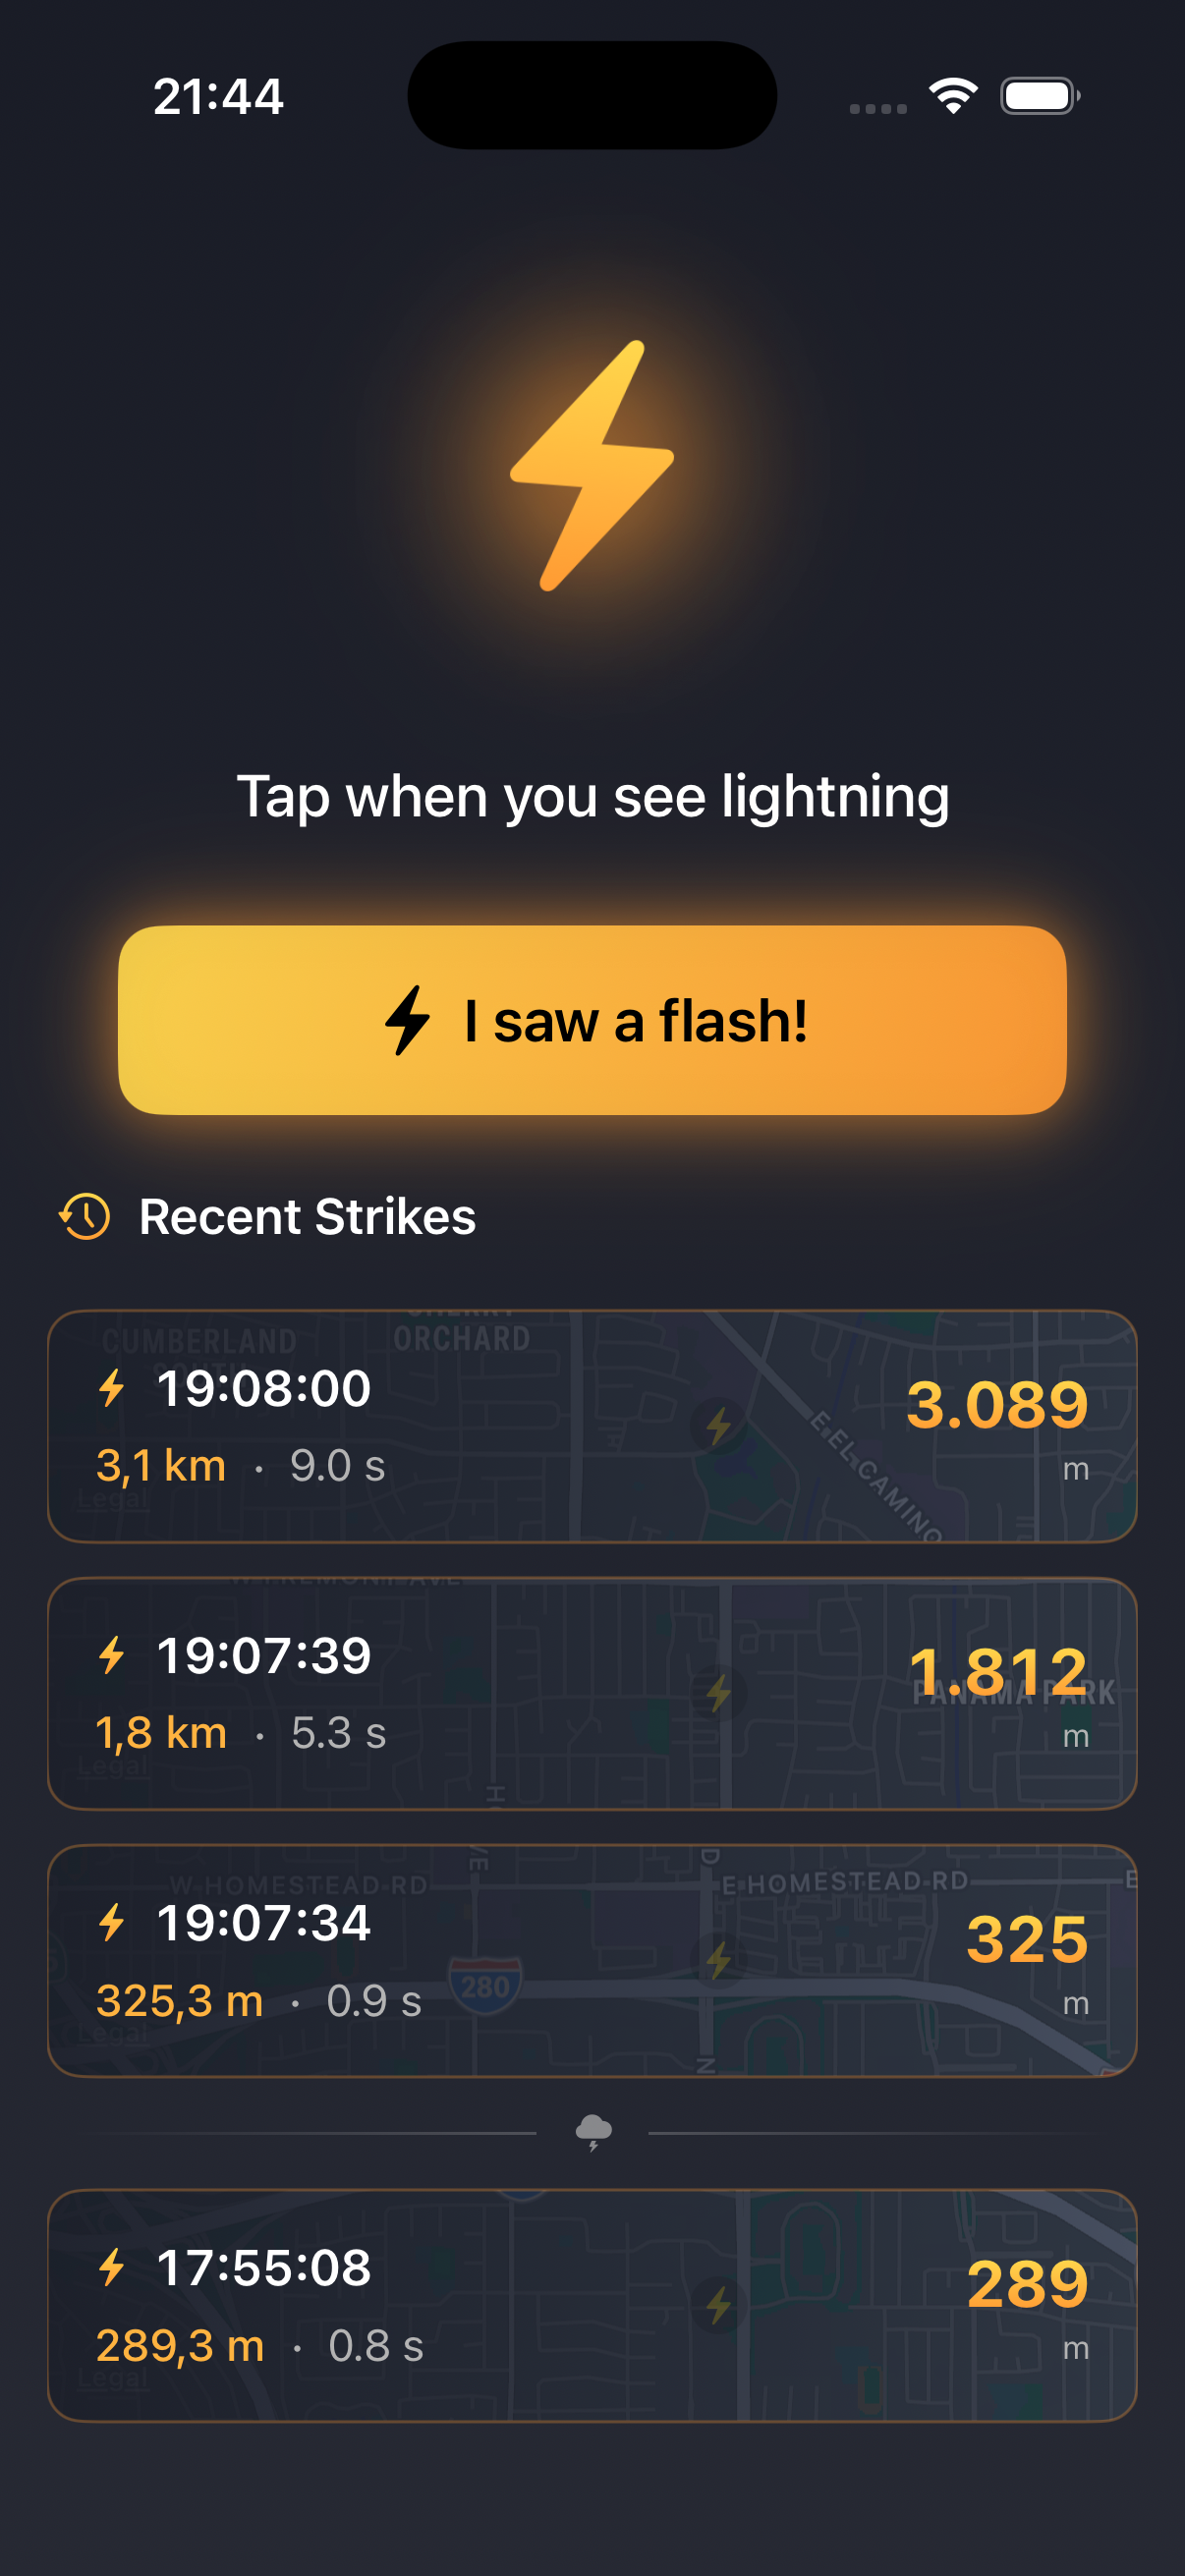 21:44
Tap when you see lightning
I saw a flash!
Recent Strikes
CUMBERLAND
SOUTH
CHERRY
ORCHARD
19:08:00
3,1 km · 9.0 s
3.089
m
E EL CAMINO
Legal
19:07:39
1,8 km · 5.3 s
1.812
m
PANAMA PARK
Legal
W HOMESTEAD RD
E HOMESTEAD RD
19:07:34
325,3 m · 0.9 s
325
m
280
Legal
17:55:08
289,3 m · 0.8 s
289
m
Legal